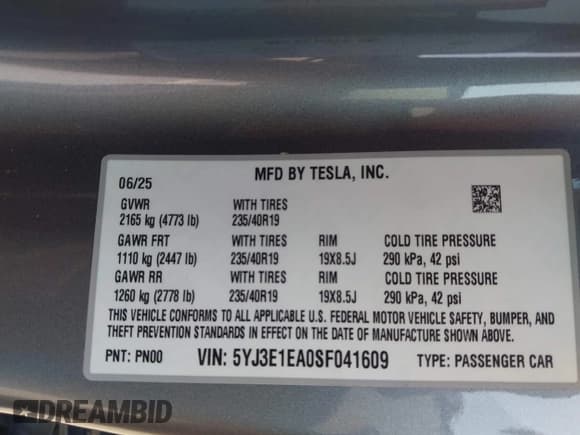 MFD BY TESLA, INC.
06/25
GVWR WITH TIRES
2165 kg (4773 lb) 235/40R19
GAWR FRT WITH TIRES RIM COLD TIRE PRESSURE
1110 kg (2447 lb) 235/40R19 19X8.5J 290 kPa, 42 psi
GAWR RR WITH TIRES RIM COLD TIRE PRESSURE
1260 kg (2778 lb) 235/40R19 19X8.5J 290 kPa, 42 psi
THIS VEHICLE CONFORMS TO ALL APPLICABLE U.S. FEDERAL MOTOR VEHICLE SAFETY, BUMPER, AND
THEFT PREVENTION STANDARDS IN EFFECT ON THE DATE OF MANUFACTURE SHOWN ABOVE.
PNT: PN00 VIN: 5YJ3E1EA0SF041609 TYPE: PASSENGER CAR
DREAMBID